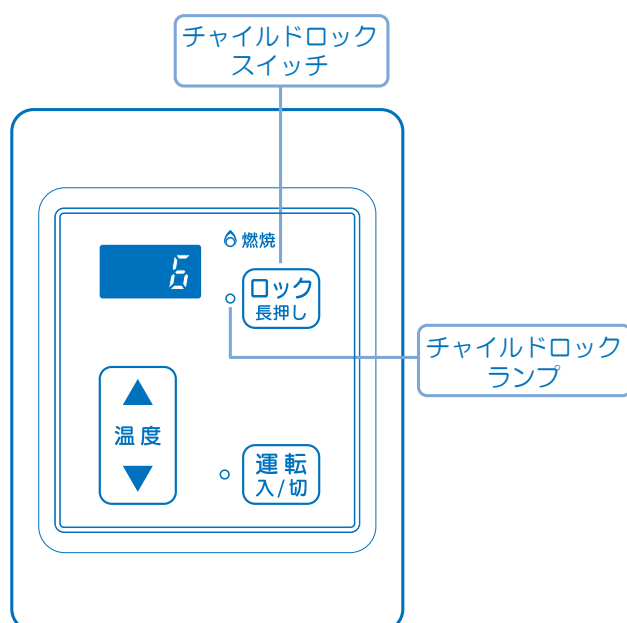 チャイルドロック
スイッチ
燃焼
6
ロック
長押し
チャイルドロック
ランプ
温度
運転
入/切